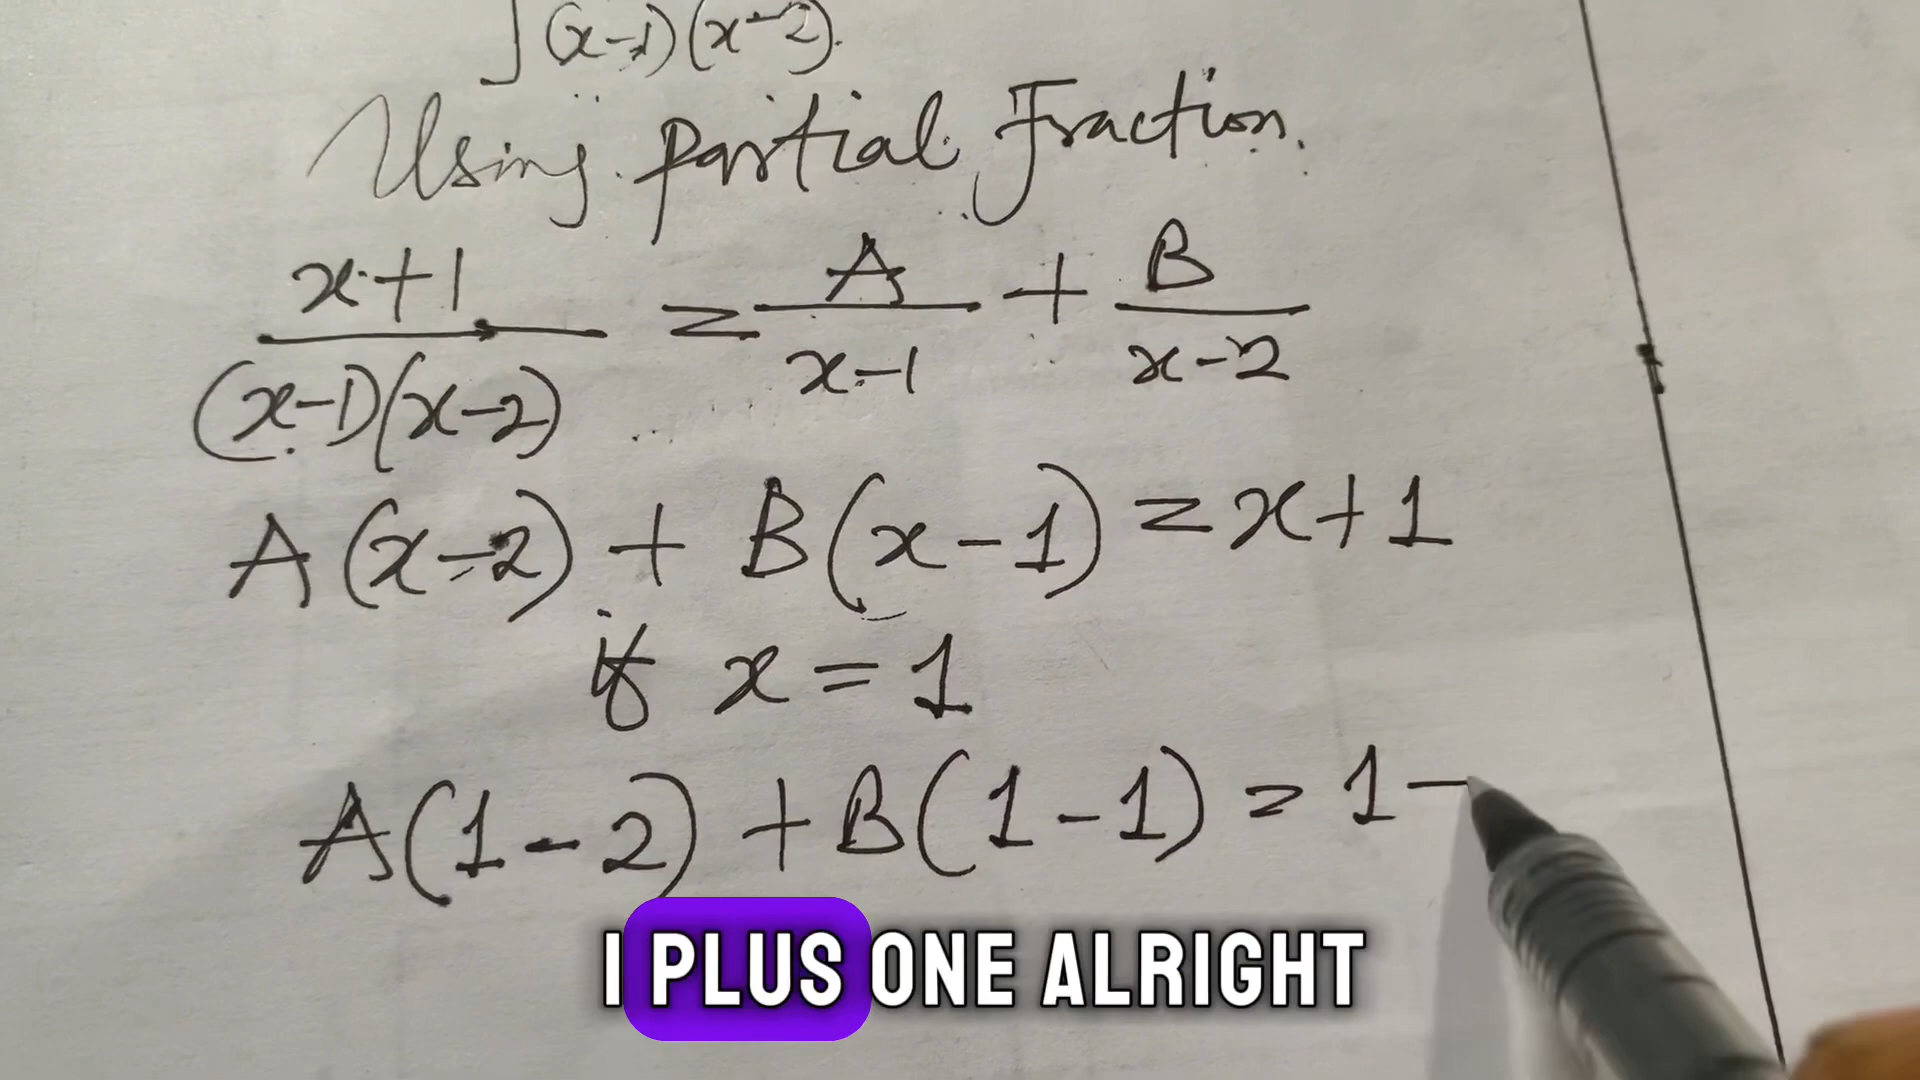 ∫(x-1)(x-2).
Using partial Fraction.
x+1 = A + B
(x-1)(x-2) x-1 x-2
A(x-2) + B(x-1) = x+1
if x = 1
A(1-2) + B(1-1) = 1-
I PLUS ONE ALRIGHT